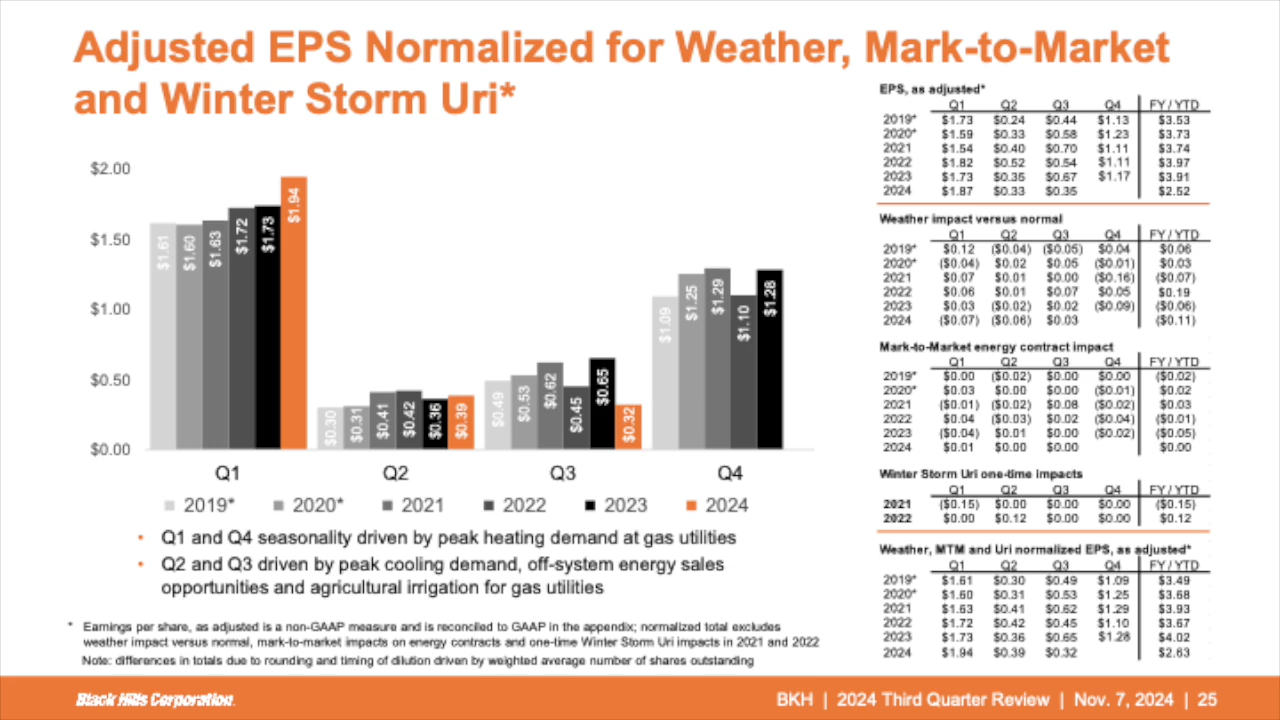 Adjusted EPS Normalized for Weather, Mark-to-Market
and Winter Storm Uri*
$2.00
$1.50
$1.00
$0.50
$0.00
$1.61 $1.60 $1.63 $1.72 $1.73 $1.94
$0.30 $0.31 $0.41 $0.42 $0.36 $0.39
$0.49 $0.53 $0.62 $0.45 $0.65 $0.32
$1.09 $1.25 $1.29 $1.10 $1.28
Q1 Q2 Q3 Q4
2019* 2020* 2021 2022 2023 2024
• Q1 and Q4 seasonality driven by peak heating demand at gas utilities
• Q2 and Q3 driven by peak cooling demand, off-system energy sales
opportunities and agricultural irrigation for gas utilities
* Earnings per share, as adjusted is a non-GAAP measure and is reconciled to GAAP in the appendix; normalized total excludes
weather impact versus normal, mark-to-market impacts on energy contracts and one-time Winter Storm Uri impacts in 2021 and 2022
Note: differences in totals due to rounding and timing of dilution driven by weighted average number of shares outstanding
EPS, as adjusted*
Q1 Q2 Q3 Q4 FY / YTD
2019* $1.73 $0.24 $0.44 $1.13 $3.53
2020* $1.59 $0.33 $0.58 $1.23 $3.73
2021 $1.54 $0.40 $0.70 $1.11 $3.74
2022 $1.82 $0.52 $0.54 $1.11 $3.97
2023 $1.73 $0.35 $0.67 $1.17 $3.91
2024 $1.87 $0.33 $0.35 $2.52
Weather impact versus normal
Q1 Q2 Q3 Q4 FY / YTD
2019* $0.12 ($0.04) ($0.05) $0.04 $0.06
2020* ($0.04) $0.02 $0.05 ($0.01) $0.03
2021 $0.07 $0.01 $0.00 ($0.16) ($0.07)
2022 $0.06 $0.01 $0.07 $0.05 $0.19
2023 $0.03 ($0.02) $0.02 ($0.09) ($0.06)
2024 ($0.07) ($0.06) $0.03 ($0.11)
Mark-to-Market energy contract impact
Q1 Q2 Q3 Q4 FY / YTD
2019* $0.00 ($0.02) $0.00 $0.00 ($0.02)
2020* $0.03 $0.00 $0.00 ($0.01) $0.02
2021 ($0.01) ($0.02) $0.08 ($0.02) $0.03
2022 $0.04 ($0.03) $0.02 ($0.04) ($0.01)
2023 ($0.04) $0.01 $0.00 ($0.02) ($0.05)
2024 $0.01 $0.00 $0.00 $0.00
Winter Storm Uri one-time impacts
Q1 Q2 Q3 Q4 FY / YTD
2021 ($0.15) $0.00 $0.00 $0.00 ($0.15)
2022 $0.00 $0.12 $0.00 $0.00 $0.12
Weather, MTM and Uri normalized EPS, as adjusted*
Q1 Q2 Q3 Q4 FY / YTD
2019* $1.61 $0.30 $0.49 $1.09 $3.49
2020* $1.60 $0.31 $0.53 $1.25 $3.68
2021 $1.63 $0.41 $0.62 $1.29 $3.93
2022 $1.72 $0.42 $0.45 $1.10 $3.67
2023 $1.73 $0.36 $0.65 $1.28 $4.02
2024 $1.94 $0.39 $0.32 $2.63
Black Hills Corporation
BKH | 2024 Third Quarter Review | Nov. 7, 2024 | 25